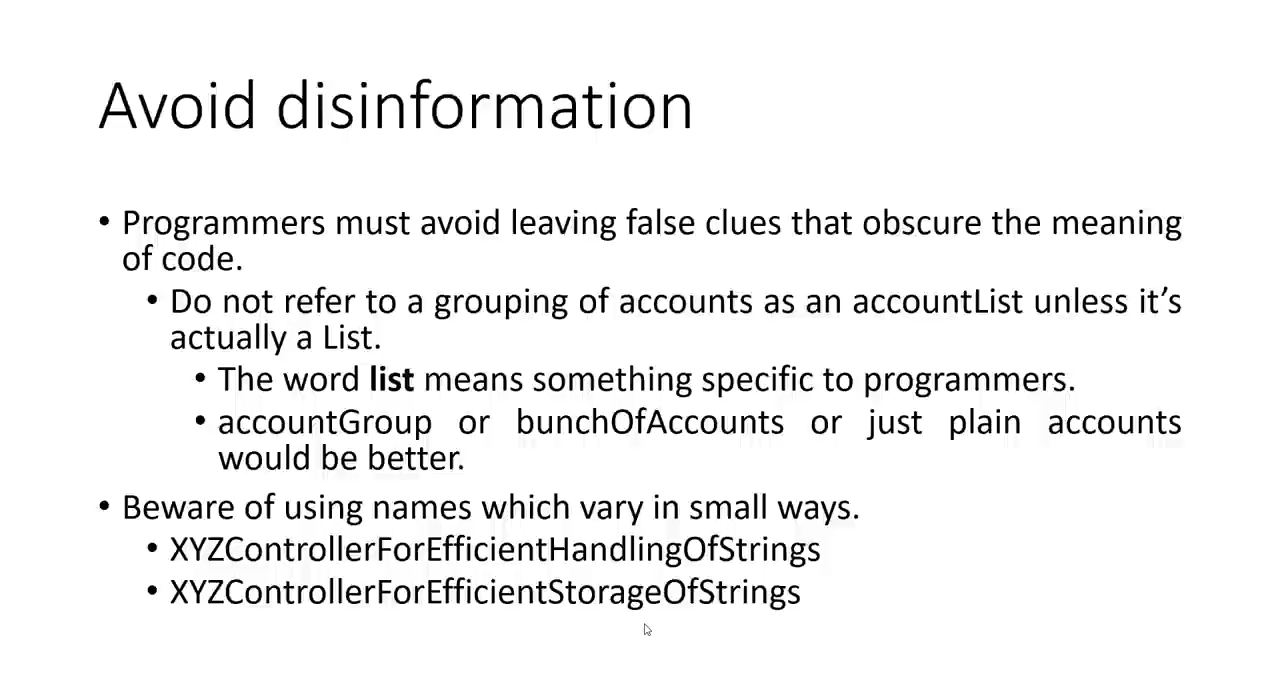 Avoid disinformation
• Programmers must avoid leaving false clues that obscure the meaning
of code.
• Do not refer to a grouping of accounts as an accountList unless it’s
actually a List.
• The word list means something specific to programmers.
• accountGroup or bunchOfAccounts or just plain accounts
would be better.
• Beware of using names which vary in small ways.
• XYZControllerForEfficientHandlingOfStrings
• XYZControllerForEfficientStorageOfStrings